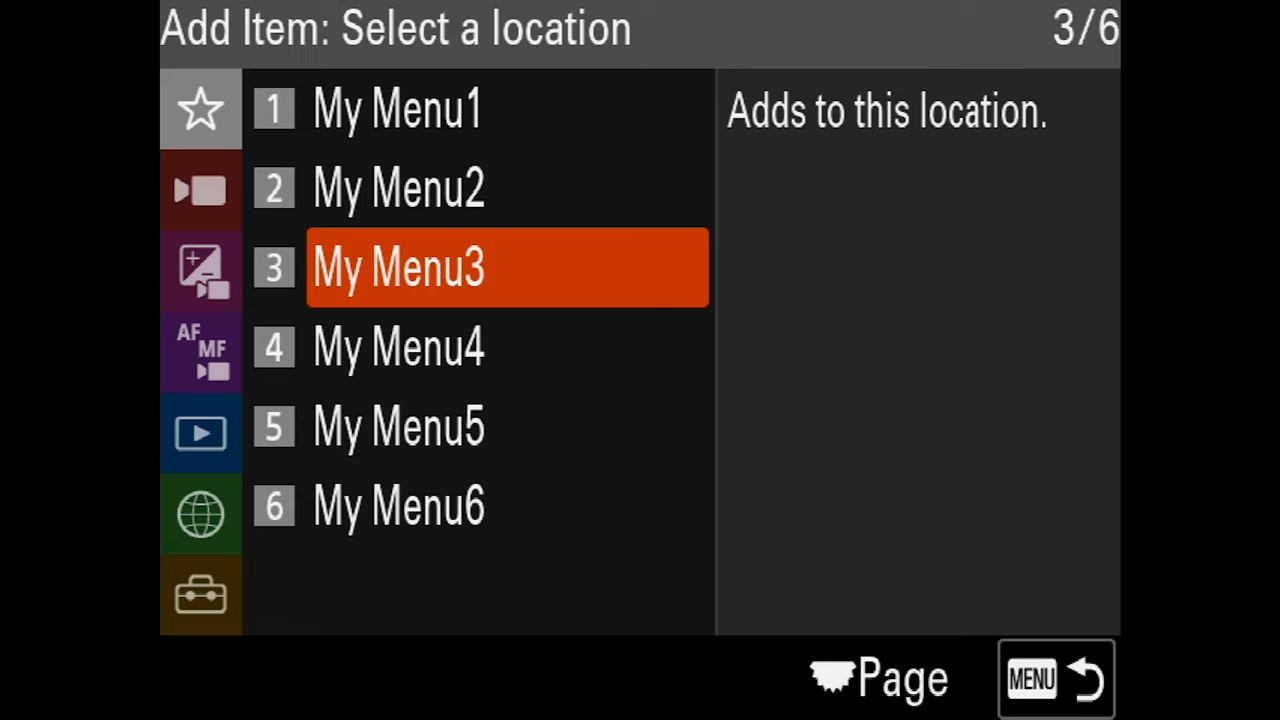 Add Item: Select a location 3/6
1 My Menu1
Adds to this location.
2 My Menu2
3 My Menu3
AF
MF
4 My Menu4
5 My Menu5
6 My Menu6
Page
MENU